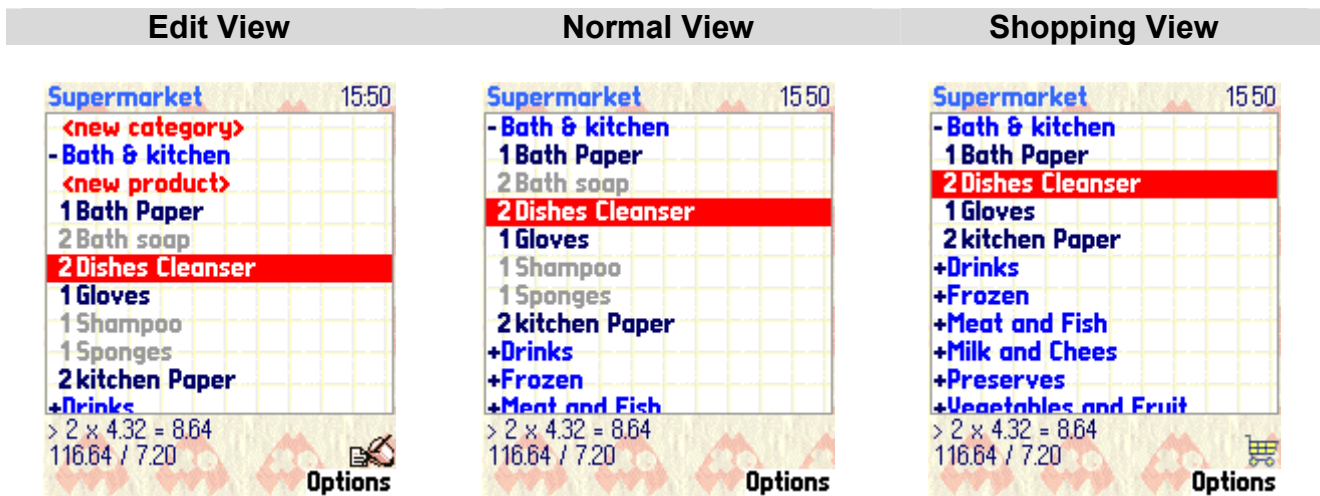 Edit View
Normal View
Shopping View
Supermarket 15:50
<new category>
- Bath & kitchen
<new product>
1 Bath Paper
2 Bath soap
2 Dishes Cleanser
1 Gloves
1 Shampoo
1 Sponges
2 kitchen Paper
+Drinks
> 2 x 4.32 = 8.64
116.64 / 7.20
Options
Supermarket 15 50
- Bath & kitchen
1 Bath Paper
2 Bath soap
2 Dishes Cleanser
1 Gloves
1 Shampoo
1 Sponges
2 kitchen Paper
+Drinks
+Frozen
+Meat and Fish
> 2 x 4.32 = 8.64
116.64 / 7.20
Options
Supermarket 15 50
- Bath & kitchen
1 Bath Paper
2 Dishes Cleanser
1 Gloves
2 kitchen Paper
+Drinks
+Frozen
+Meat and Fish
+Milk and Chees
+Preserves
+Vegetables and Fruit
> 2 x 4.32 = 8.64
116.64 / 7.20
Options